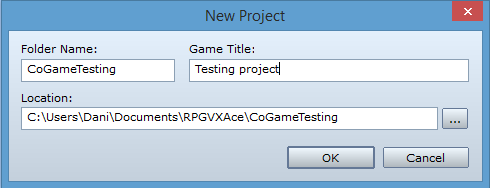 New Project
Folder Name: Game Title:
CoGameTesting Testing project
Location:
C:\Users\Dani\Documents\RPGVXAce\CoGameTesting ...
OK Cancel